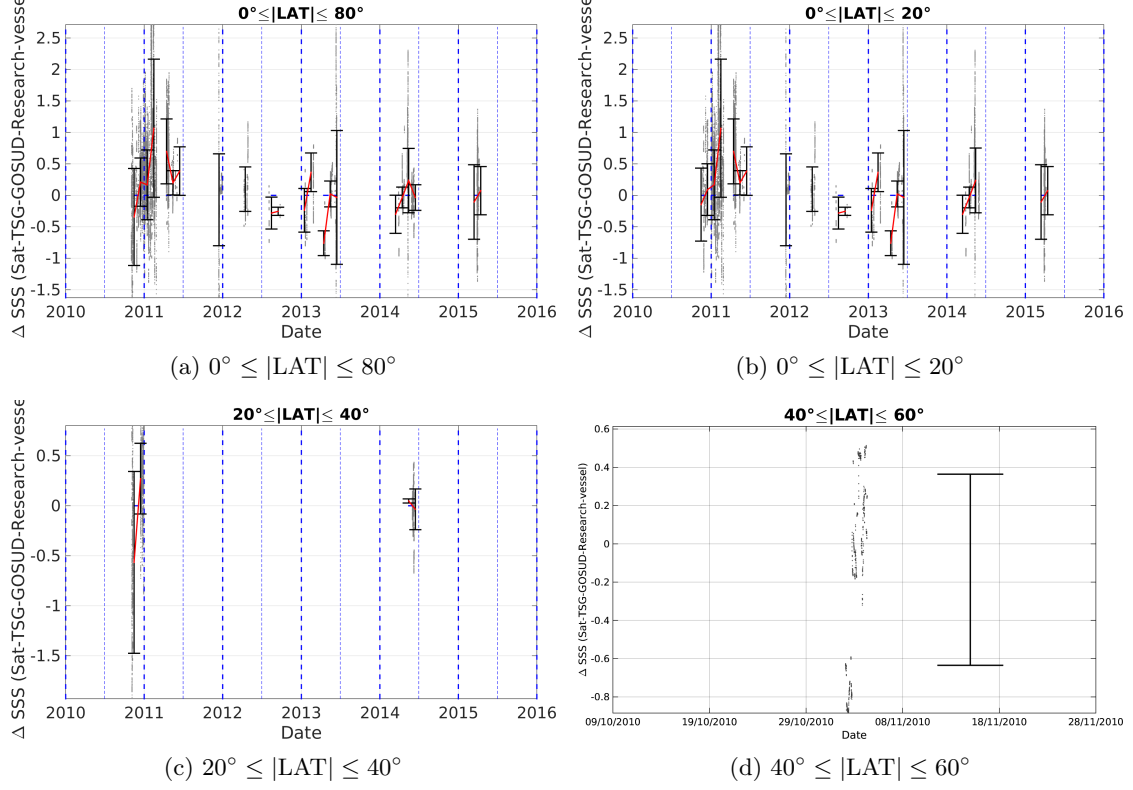 0°≤|LAT|≤ 80°
Δ SSS (Sat-TSG-GOSUD-Research-vesse
2.5
2
1.5
1
0.5
0
-0.5
-1
-1.5
2010 2011 2012 2013 2014 2015 2016
Date
(a) 0° ≤ |LAT| ≤ 80°
0°≤|LAT|≤ 20°
Δ SSS (Sat-TSG-GOSUD-Research-vesse
2.5
2
1.5
1
0.5
0
-0.5
-1
-1.5
2010 2011 2012 2013 2014 2015 2016
Date
(b) 0° ≤ |LAT| ≤ 20°
20°≤|LAT|≤ 40°
Δ SSS (Sat-TSG-GOSUD-Research-vesse
0.5
0
-0.5
-1
-1.5
2010 2011 2012 2013 2014 2015 2016
Date
(c) 20° ≤ |LAT| ≤ 40°
40°≤|LAT|≤ 60°
Δ SSS (Sat-TSG-GOSUD-Research-vessel)
0.6
0.4
0.2
0
-0.2
-0.4
-0.6
-0.8
09/10/2010 19/10/2010 29/10/2010 08/11/2010 18/11/2010 28/11/2010
Date
(d) 40° ≤ |LAT| ≤ 60°